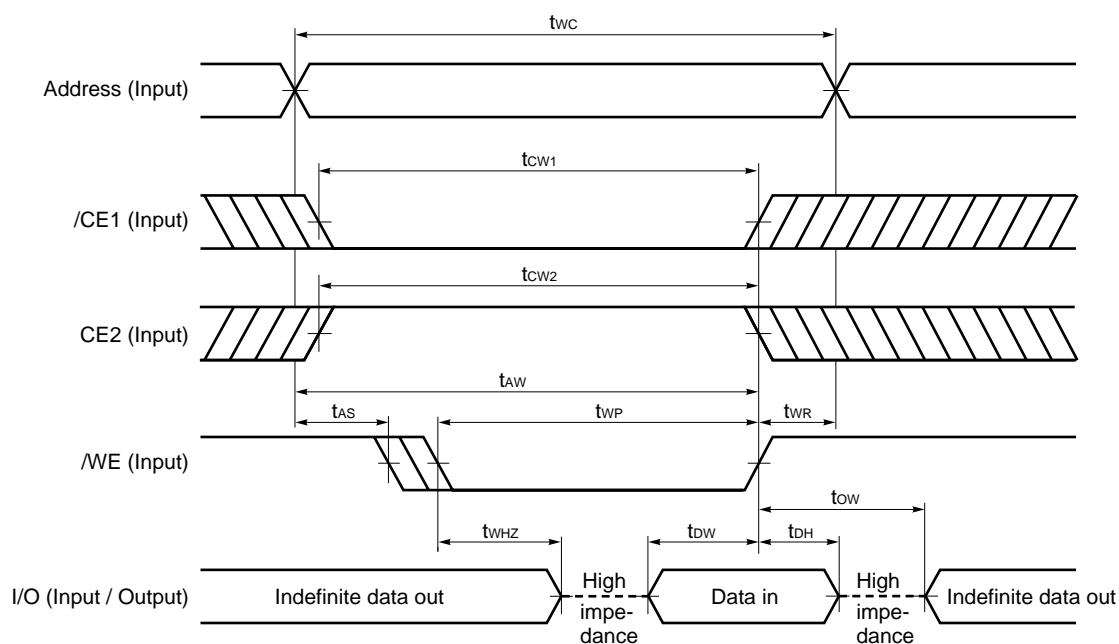 tWC
Address (Input)
tCW1
/CE1 (Input)
tCW2
CE2 (Input)
tAW
tAS
tWP
tWR
/WE (Input)
tOW
tWHZ
tDW
tDH
I/O (Input / Output)
Indefinite data out
High
impe-
dance
Data in
High
impe-
dance
Indefinite data out